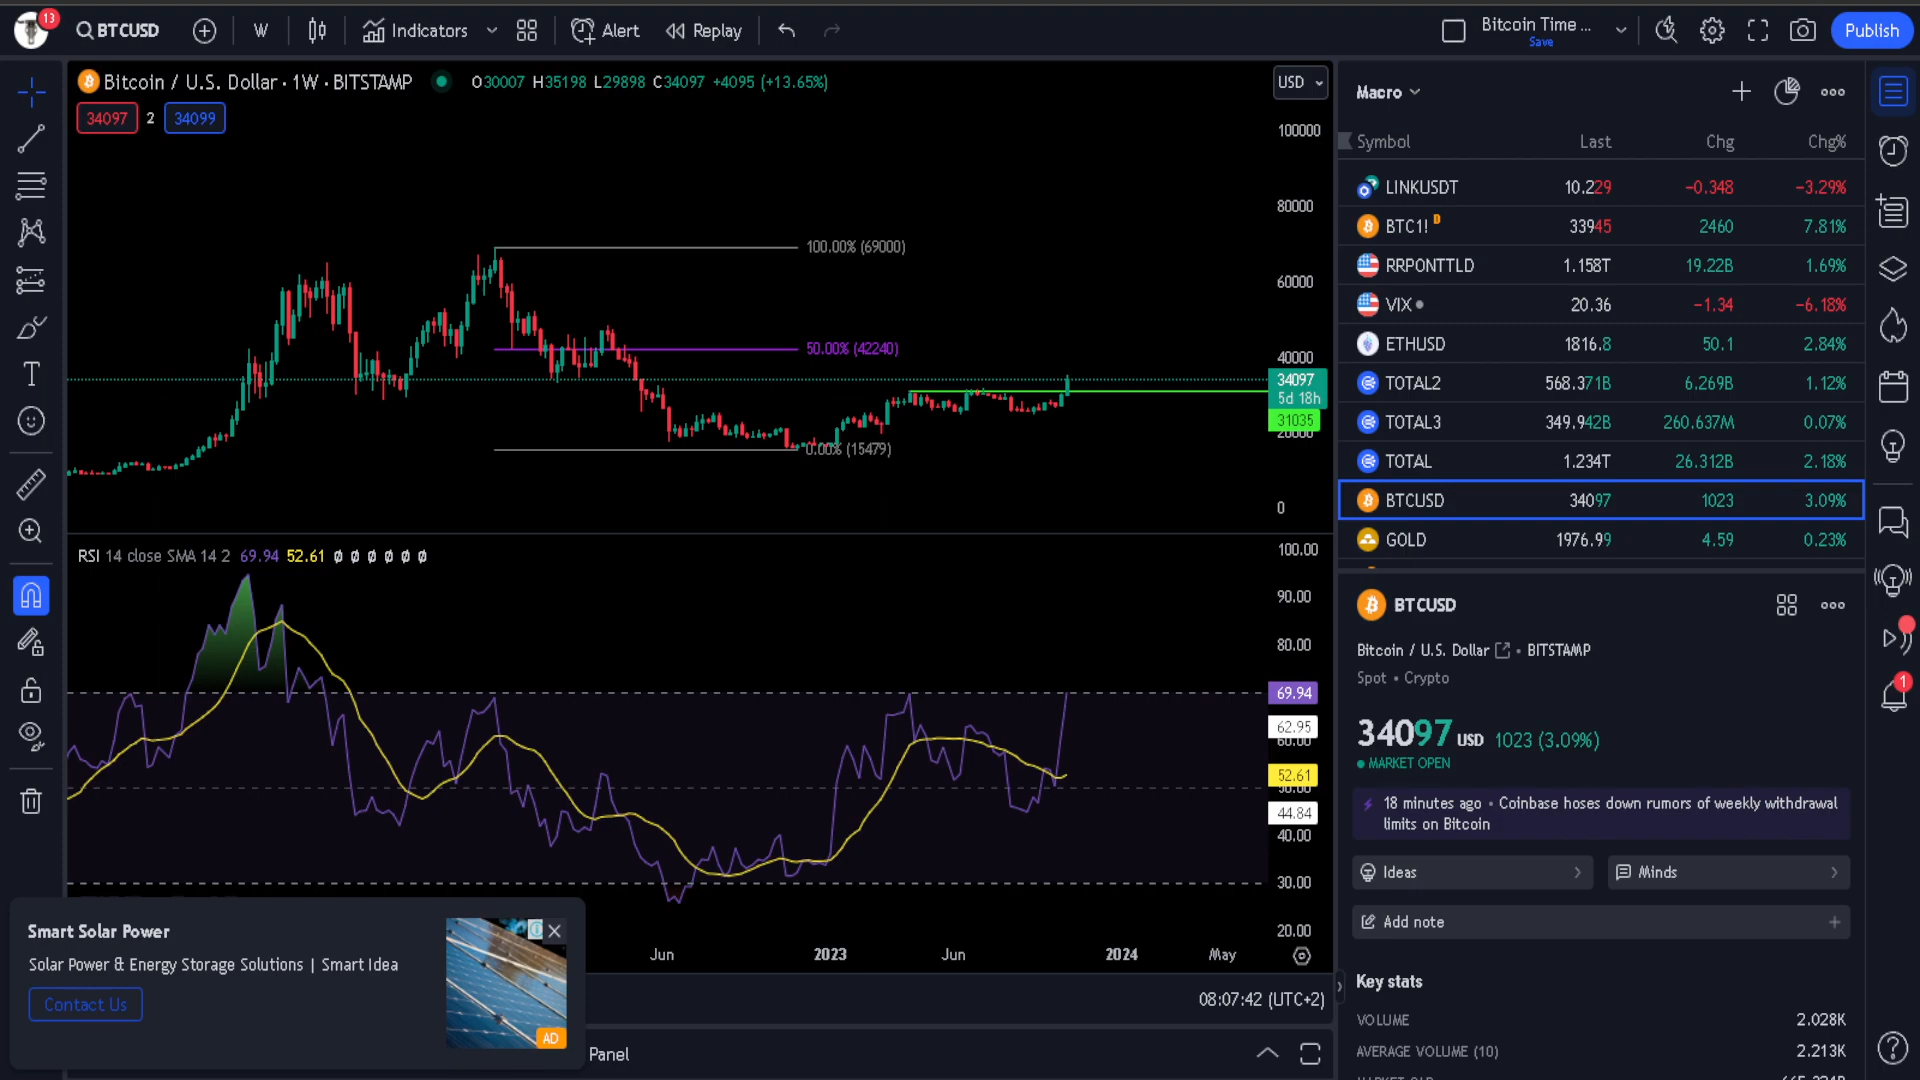 13
BTCUSD
W
Indicators
Alert
Replay
Bitcoin Time ...
Save
Publish
Bitcoin / U.S. Dollar · 1W · BITSTAMP
O30007 H35198 L29898 C34097 +4095 (+13.65%)
USD
34097 2 34099
100000
80000
60000
40000
34097
5d 18h
31035
20000
0
100.00% (69000)
50.00% (42240)
0.00% (15479)
RSI 14 close SMA 14 2 69.94 52.61 ø ø ø ø ø ø
100.00
90.00
80.00
69.94
62.95
60.00
52.61
50.00
44.84
40.00
30.00
20.00
Jun
2023
Jun
2024
May
08:07:42 (UTC+2)
Panel
Smart Solar Power
Solar Power & Energy Storage Solutions | Smart Idea
Contact Us
AD
Macro
Symbol Last Chg Chg%
LINKUSDT 10.229 −0.348 −3.29%
BTC1! D 33945 2460 7.81%
RRPONTTLD 1.158T 19.22B 1.69%
VIX 20.36 −1.34 −6.18%
ETHUSD 1816.8 50.1 2.84%
TOTAL2 568.371B 6.269B 1.12%
TOTAL3 349.942B 260.637M 0.07%
TOTAL 1.234T 26.312B 2.18%
BTCUSD 34097 1023 3.09%
GOLD 1976.99 4.59 0.23%
BTCUSD
Bitcoin / U.S. Dollar • BITSTAMP
Spot • Crypto
34097 USD 1023 (3.09%)
MARKET OPEN
18 minutes ago • Coinbase hoses down rumors of weekly withdrawal
limits on Bitcoin
Ideas
Minds
Add note
Key stats
VOLUME 2.028K
AVERAGE VOLUME (10) 2.213K
1